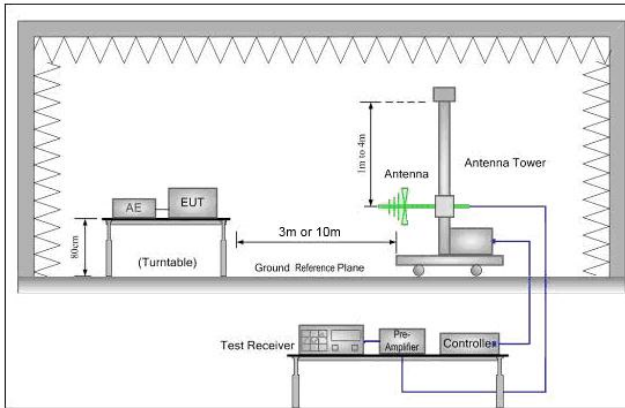 1m to 4m
Antenna
Antenna Tower
AE
EUT
80cm
(Turntable)
3m or 10m
Ground Reference Plane
Test Receiver
Pre-
Amplifier
Controller